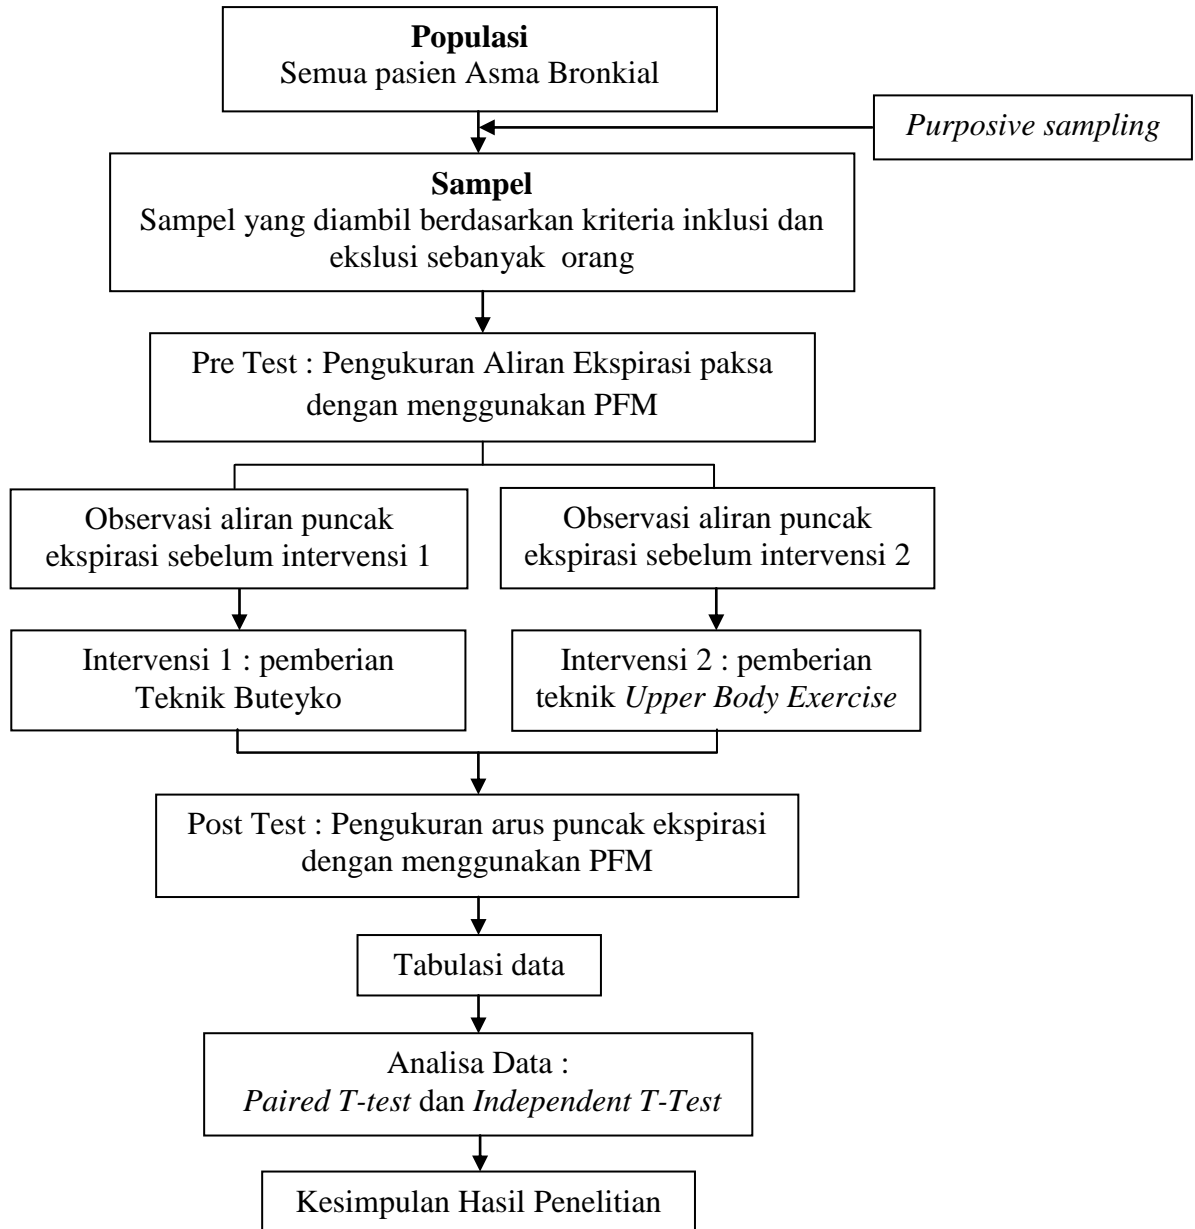 Populasi
Semua pasien Asma Bronkial
Purposive sampling
Sampel
Sampel yang diambil berdasarkan kriteria inklusi dan
ekslusi sebanyak  orang
Pre Test : Pengukuran Aliran Ekspirasi paksa
dengan menggunakan PFM
Observasi aliran puncak
ekspirasi sebelum intervensi 1
Observasi aliran puncak
ekspirasi sebelum intervensi 2
Intervensi 1 : pemberian
Teknik Buteyko
Intervensi 2 : pemberian
teknik Upper Body Exercise
Post Test : Pengukuran arus puncak ekspirasi
dengan menggunakan PFM
Tabulasi data
Analisa Data :
Paired T-test dan Independent T-Test
Kesimpulan Hasil Penelitian